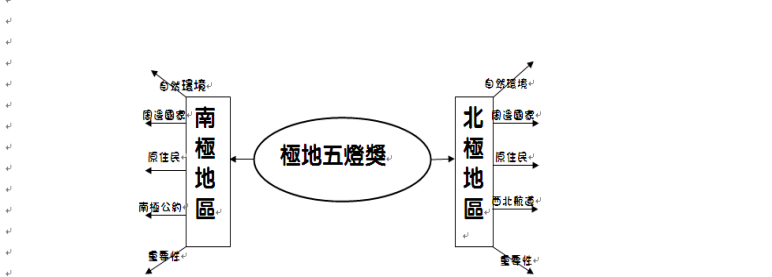 自然環境
周邊國家
原住民
南極公約
重要性
南極地區
極地五燈獎
北極地區
自然環境
周邊國家
原住民
西北航道
重要性